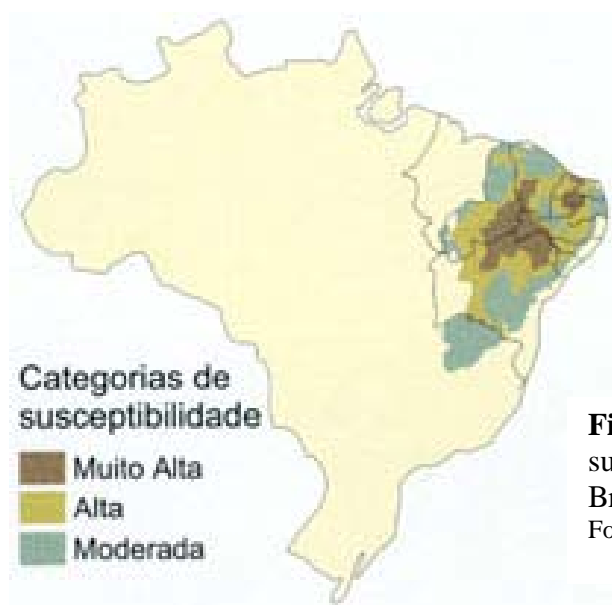 Categorias de
susceptibilidade
Muito Alta
Alta
Moderada
Fi
su
Br
Fo